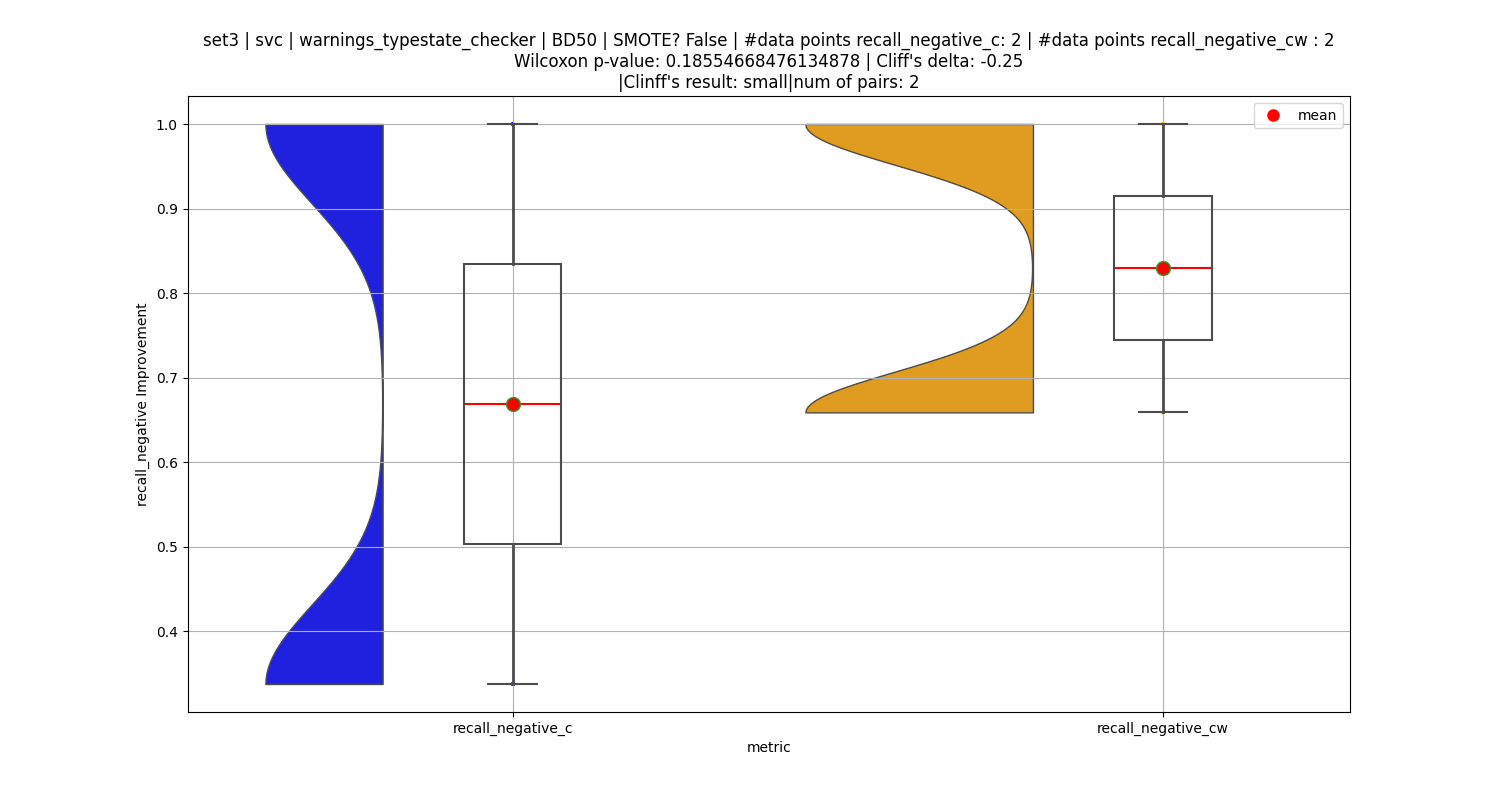 set3 | svc | warnings_typestate_checker | BD50 | SMOTE? False | #data points recall_negative_c: 2 | #data points recall_negative_cw : 2
Wilcoxon p-value: 0.18554668476134878 | Cliff's delta: -0.25
|Clinff's result: small|num of pairs: 2
mean
1.0
0.9
0.8
0.7
0.6
0.5
0.4
recall_negative Improvement
recall_negative_c
recall_negative_cw
metric